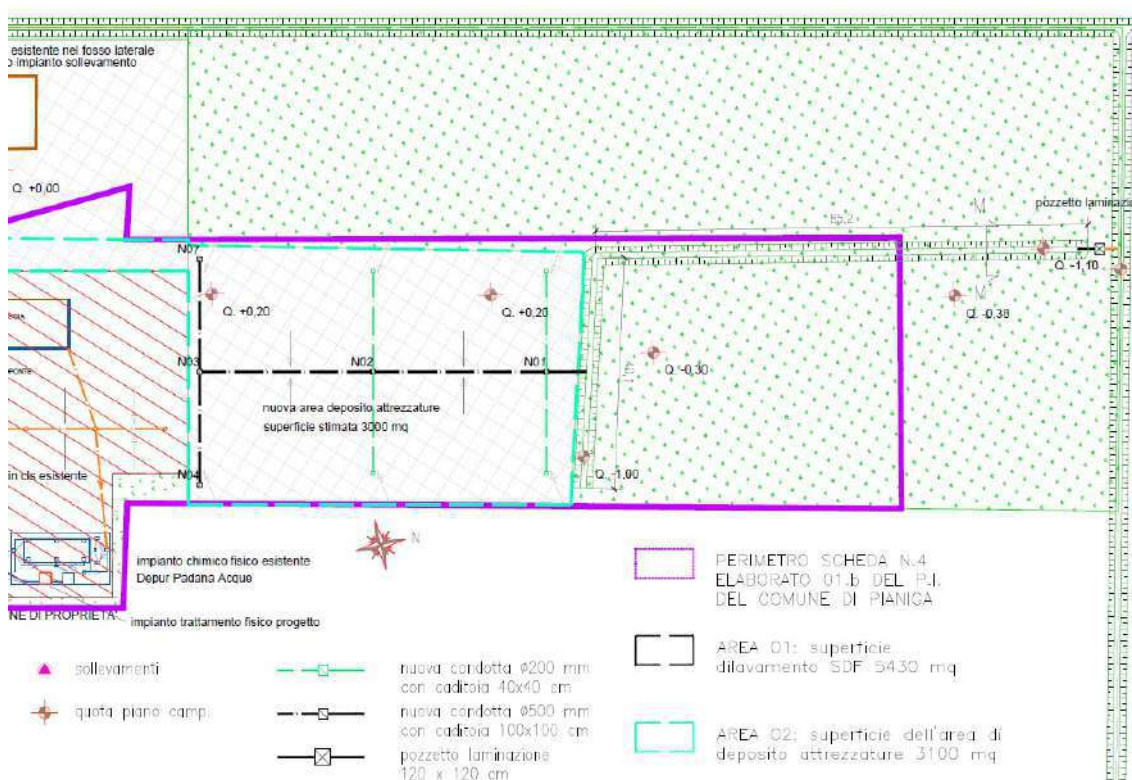 esistente nel fosso laterale
o impianto sollevamento
Q. +0,00
pozzetto laminazi
M
N07
Q. -1,10
Q. +0,20
Q. +0,20
M
Q. -0,38
N03
N02
N01
Q. -0,30
nuova area deposito attrezzature
superficie stimata 3000 mq
in cls esistente
N04
Q. -1,00
N
impianto chimico fisico esistente
Depur Padana Acque
NE DI PROPRIETA'
impianto trattamento fisico progetto
PERIMETRO SCHEDA N.4
ELABORATO 01.b DEL P.I.
DEL COMUNE DI PIANIGA
sollevamenti
quota piano camp.
nuova condotta Ø200 mm
con caditoia 40x40 cm
nuova condotta Ø500 mm
con caditoia 100x100 cm
pozzetto laminazione
120 x 120 cm
AREA 01: superficie
dilavamento SDF 5430 mq
AREA 02: superficie dell'area di
deposito attrezzature 3100 mq